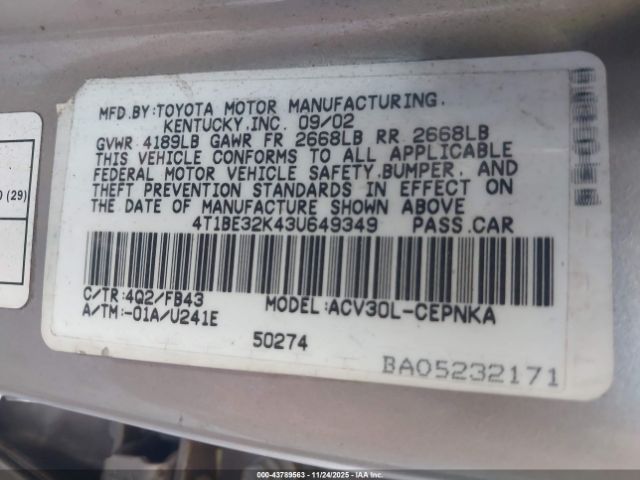 MFD.BY:TOYOTA MOTOR MANUFACTURING.
KENTUCKY,INC. 09/02
GVWR 4189LB GAWR FR 2668LB RR 2668LB
THIS VEHICLE CONFORMS TO ALL APPLICABLE
FEDERAL MOTOR VEHICLE SAFETY,BUMPER, AND
THEFT PREVENTION STANDARDS IN EFFECT ON
THE DATE OF MANUFACTURE SHOWN ABOVE
4T1BE32K43U649349 PASS.CAR
C/TR:4Q2/FB43 MODEL:ACV30L-CEPNKA
A/TM:-01A/U241E
50274
BA05232171
(29)
000-43789563 - 11/24/2025 - IAAI.COM